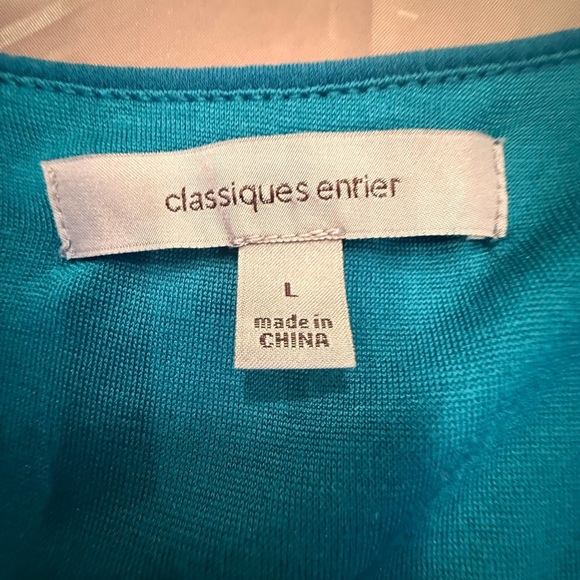 classiques entier
L
made in
CHINA